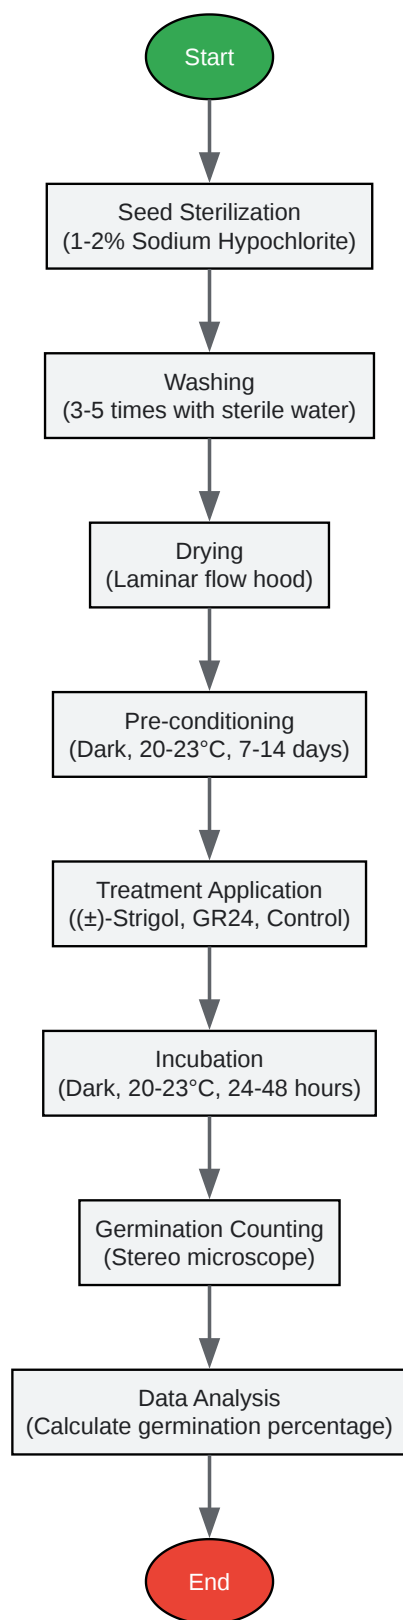 Start
Seed Sterilization
(1-2% Sodium Hypochlorite)
Washing
(3-5 times with sterile water)
Drying
(Laminar flow hood)
Pre-conditioning
(Dark, 20-23°C, 7-14 days)
Treatment Application
((±)-Strigol, GR24, Control)
Incubation
(Dark, 20-23°C, 24-48 hours)
Germination Counting
(Stereo microscope)
Data Analysis
(Calculate germination percentage)
End